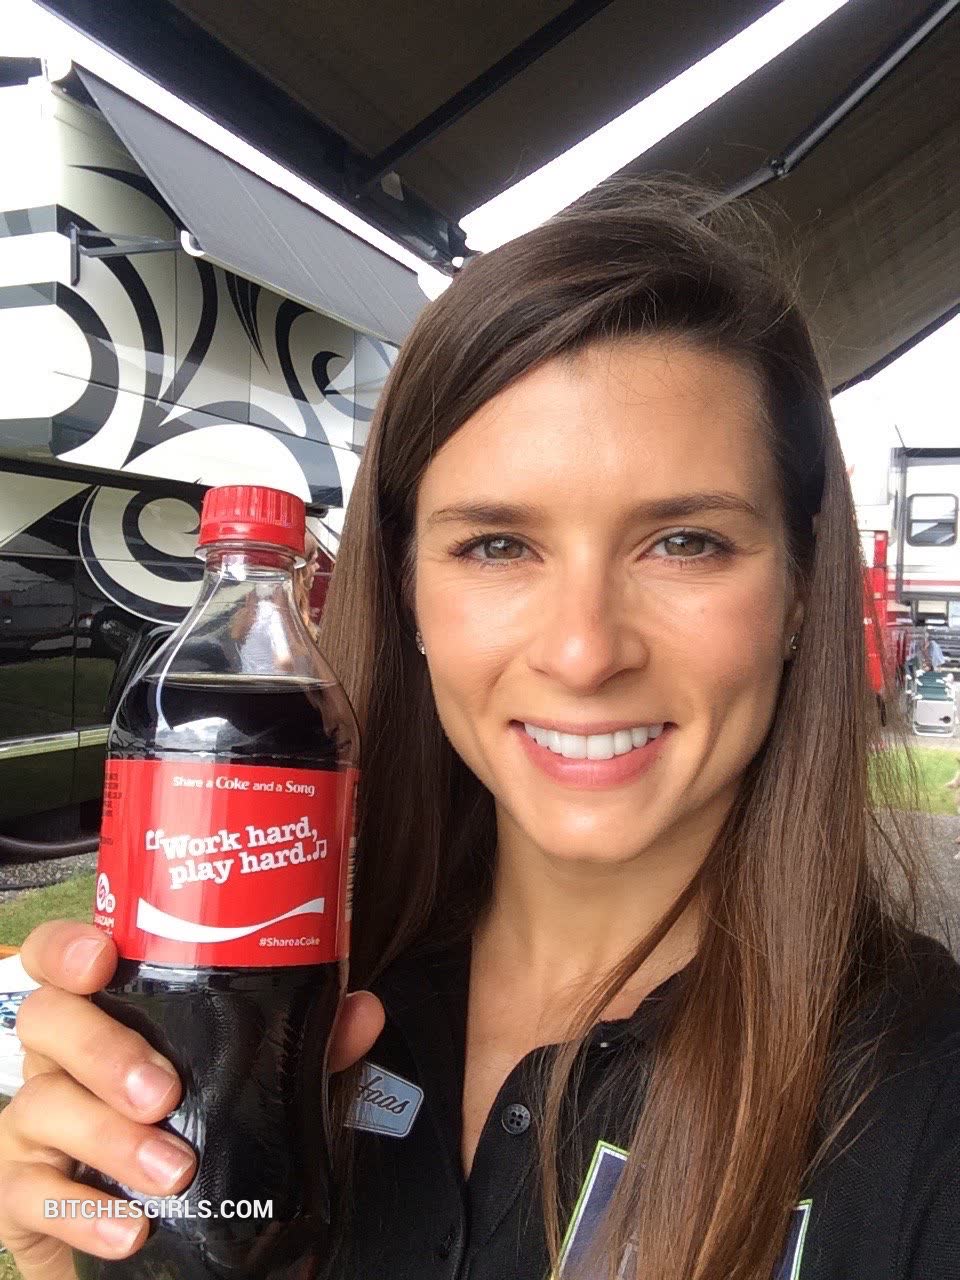 Share a Coke and a Song
Work hard,
play hard.
#ShareaCoke
Haas
BITCHESGIRLS.COM